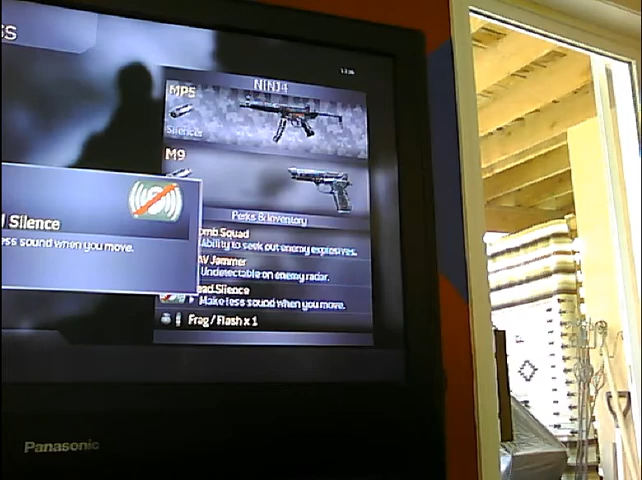 SS
NINJ4
MP5
Silencer
M9
Perks & Inventory
l Silence
ess sound when you move.
omb Squad
Ability to seek out enemy explosives.
AV Jammer
Undetectable on enemy radar.
ead Silence
Make less sound when you move.
Frag / Flash x 1
Panasonic